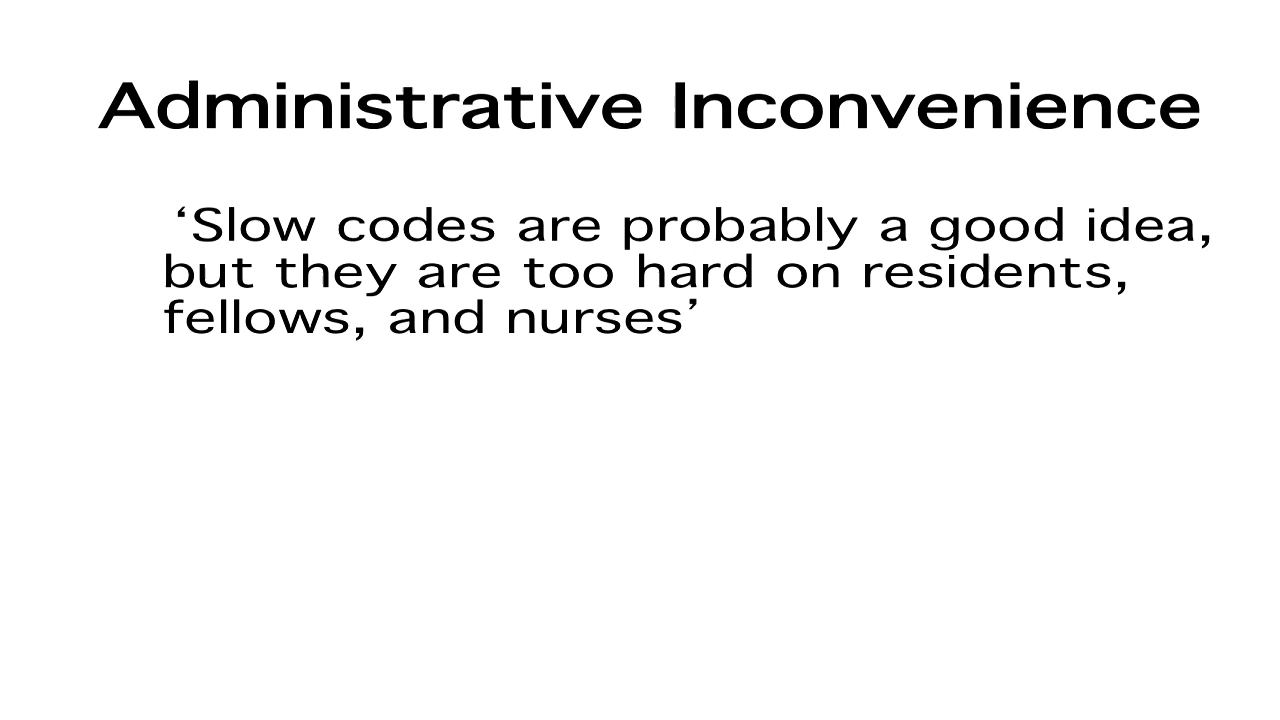 Administrative Inconvenience
‘Slow codes are probably a good idea,
but they are too hard on residents,
fellows, and nurses’